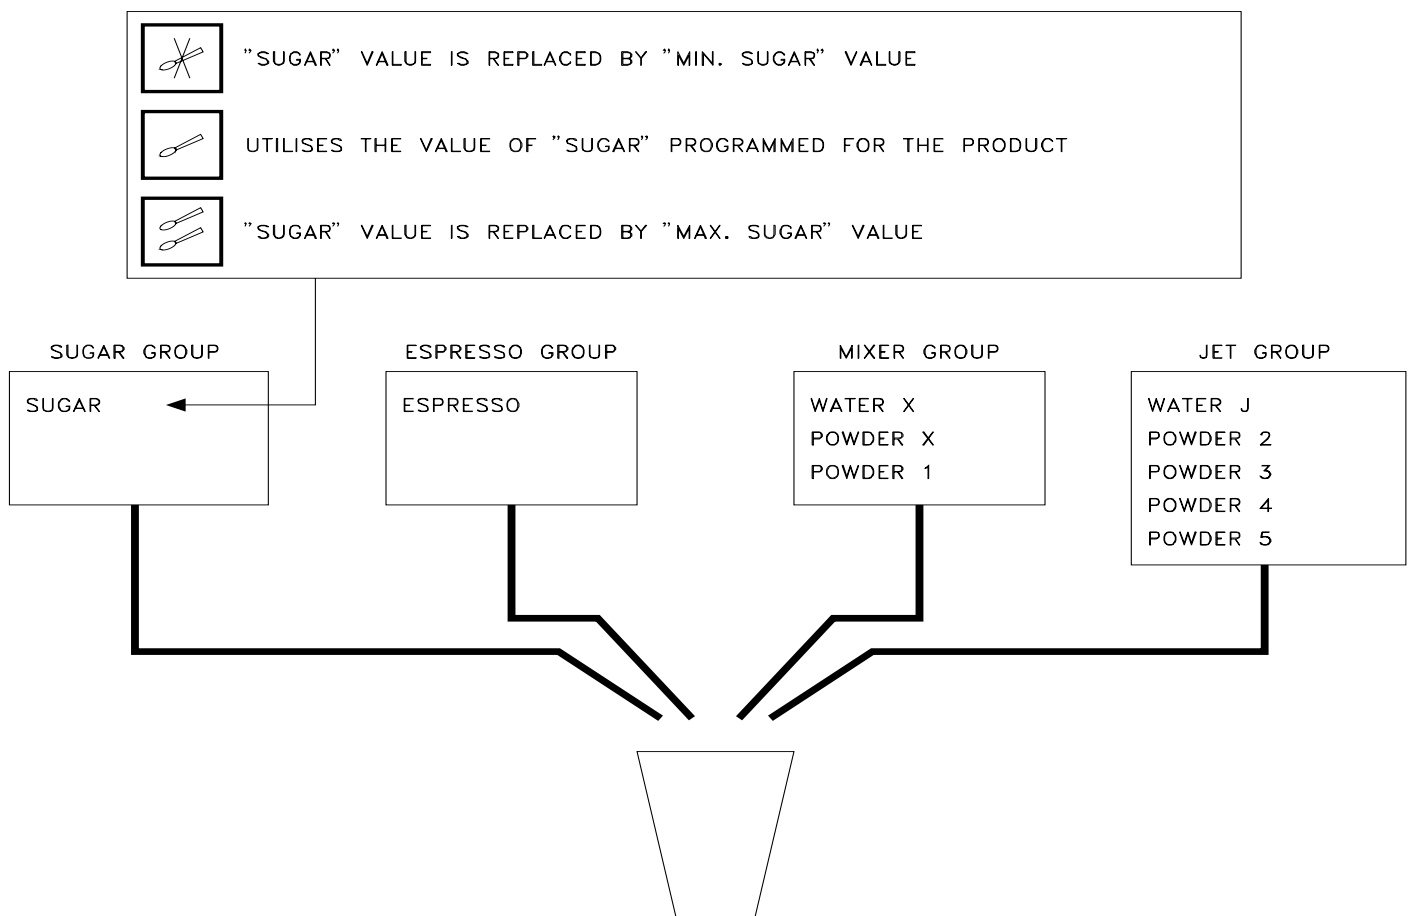 "SUGAR" VALUE IS REPLACED BY "MIN. SUGAR" VALUE
UTILISES THE VALUE OF "SUGAR" PROGRAMMED FOR THE PRODUCT
"SUGAR" VALUE IS REPLACED BY "MAX. SUGAR" VALUE
SUGAR GROUP
SUGAR
ESPRESSO GROUP
ESPRESSO
MIXER GROUP
WATER X
POWDER X
POWDER 1
JET GROUP
WATER J
POWDER 2
POWDER 3
POWDER 4
POWDER 5